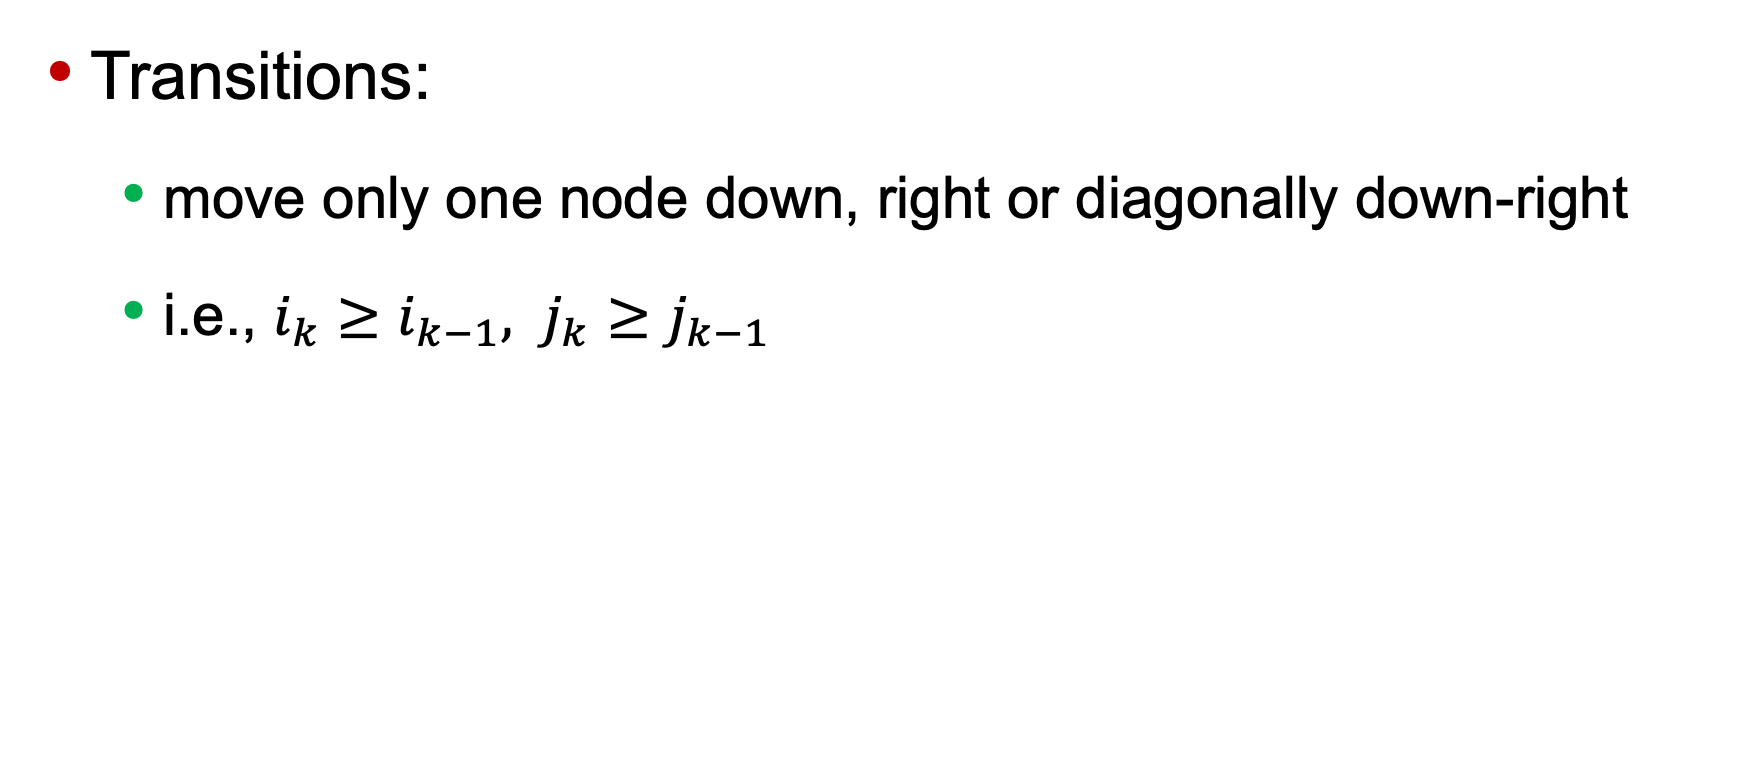 • Transitions:
• move only one node down, right or diagonally down-right
• i.e., 𝑖ₖ ≥ 𝑖ₖ₋₁, 𝑗ₖ ≥ 𝑗ₖ₋₁